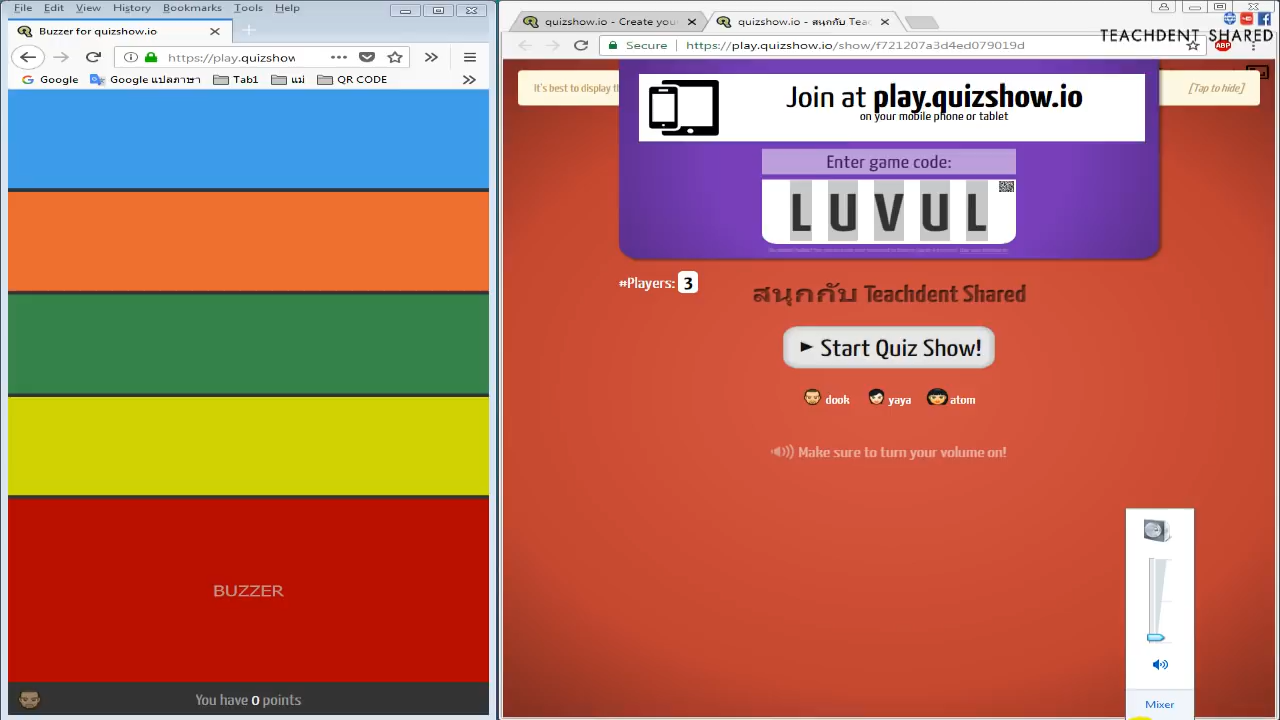 File Edit View History Bookmarks Tools Help
Buzzer for quizshow.io
https://play.quizshow
Google Google แปลภาษา Tab1 แม่ QR CODE
BUZZER
You have 0 points
quizshow.io - Create your
quizshow.io - สนุกกับ Teac
TEACHDENT SHARED
Secure https://play.quizshow.io/show/f721207a3d4ed079019d
ABP
It's best to display th
[Tap to hide]
Join at play.quizshow.io
on your mobile phone or tablet
Enter game code:
LUVUL
#Players: 3
สนุกกับ Teachdent Shared
Start Quiz Show!
dook yaya atom
Make sure to turn your volume on!
Mixer